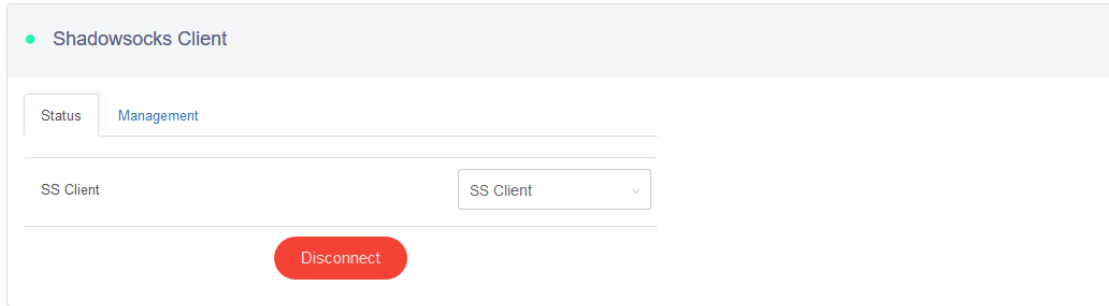 Shadowsocks Client
Status Management
SS Client SS Client
Disconnect